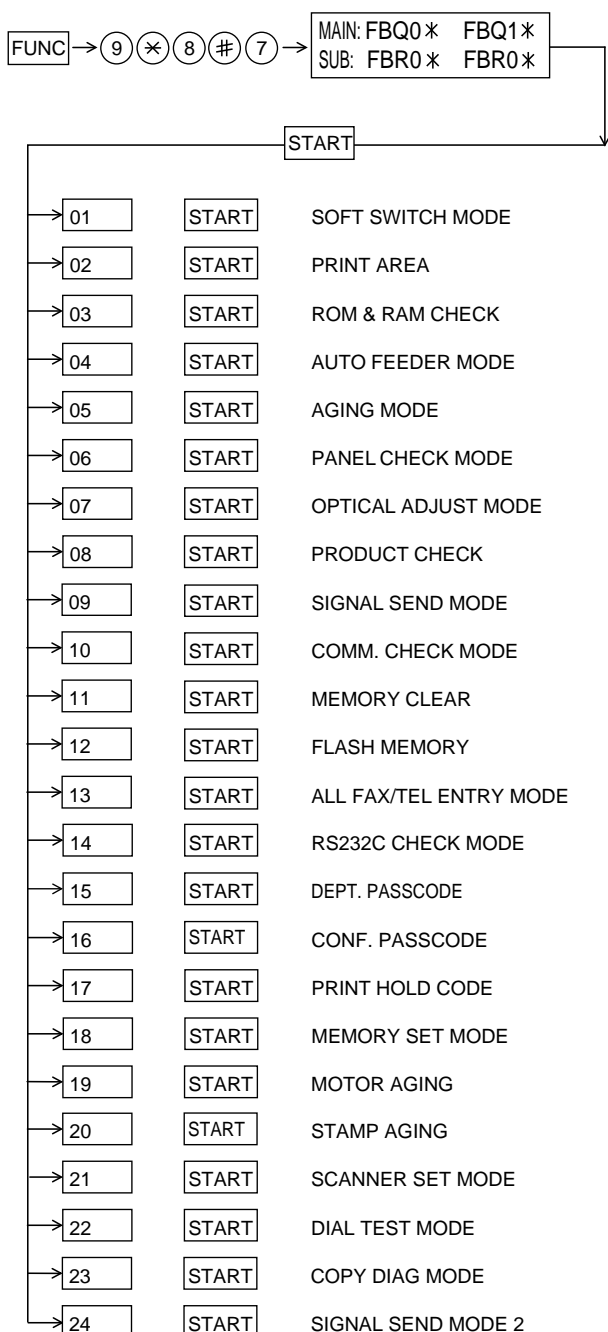 FUNC → 9 * 8 # 7 → MAIN: FBQ0* FBQ1*
SUB: FBR0* FBR0*
START
01 START SOFT SWITCH MODE
02 START PRINT AREA
03 START ROM & RAM CHECK
04 START AUTO FEEDER MODE
05 START AGING MODE
06 START PANEL CHECK MODE
07 START OPTICAL ADJUST MODE
08 START PRODUCT CHECK
09 START SIGNAL SEND MODE
10 START COMM. CHECK MODE
11 START MEMORY CLEAR
12 START FLASH MEMORY
13 START ALL FAX/TEL ENTRY MODE
14 START RS232C CHECK MODE
15 START DEPT. PASSCODE
16 START CONF. PASSCODE
17 START PRINT HOLD CODE
18 START MEMORY SET MODE
19 START MOTOR AGING
20 START STAMP AGING
21 START SCANNER SET MODE
22 START DIAL TEST MODE
23 START COPY DIAG MODE
24 START SIGNAL SEND MODE 2